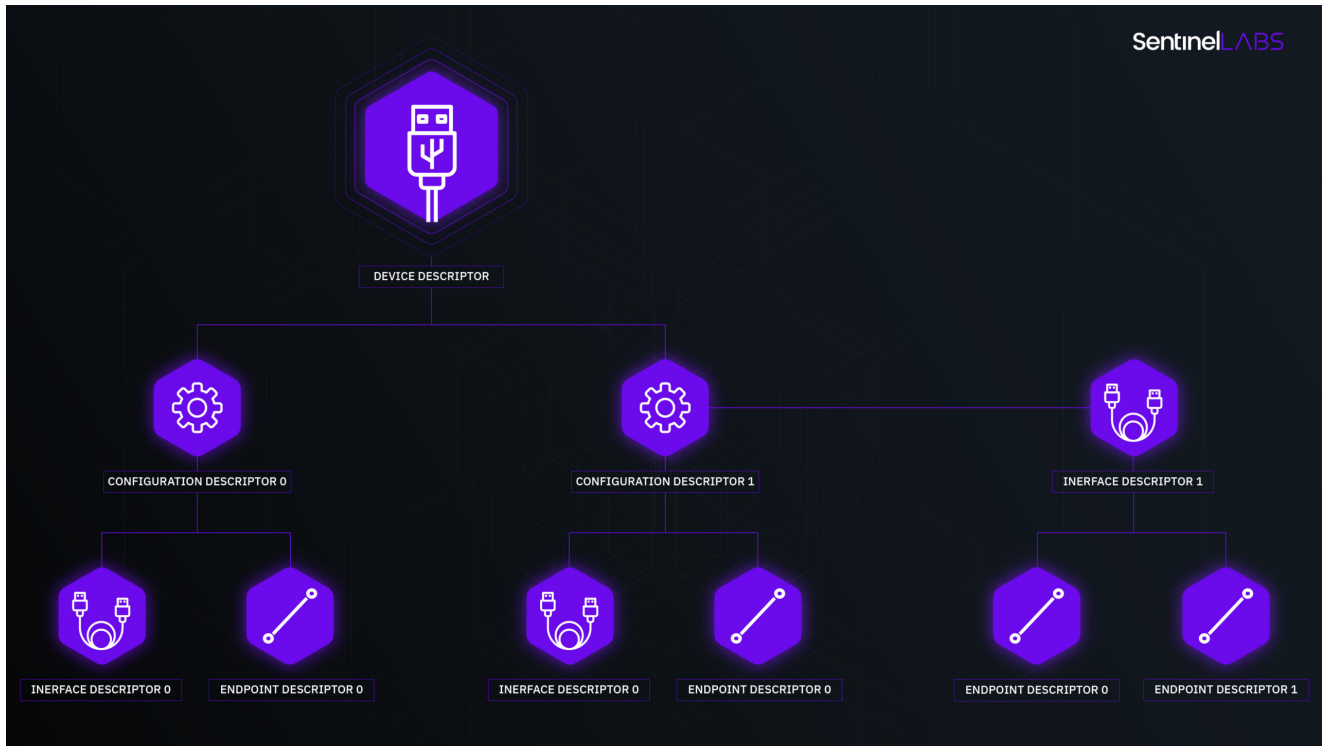 SentinelLABS
DEVICE DESCRIPTOR
CONFIGURATION DESCRIPTOR 0
CONFIGURATION DESCRIPTOR 1
INERFACE DESCRIPTOR 1
INERFACE DESCRIPTOR 0
ENDPOINT DESCRIPTOR 0
INERFACE DESCRIPTOR 0
ENDPOINT DESCRIPTOR 0
ENDPOINT DESCRIPTOR 0
ENDPOINT DESCRIPTOR 1